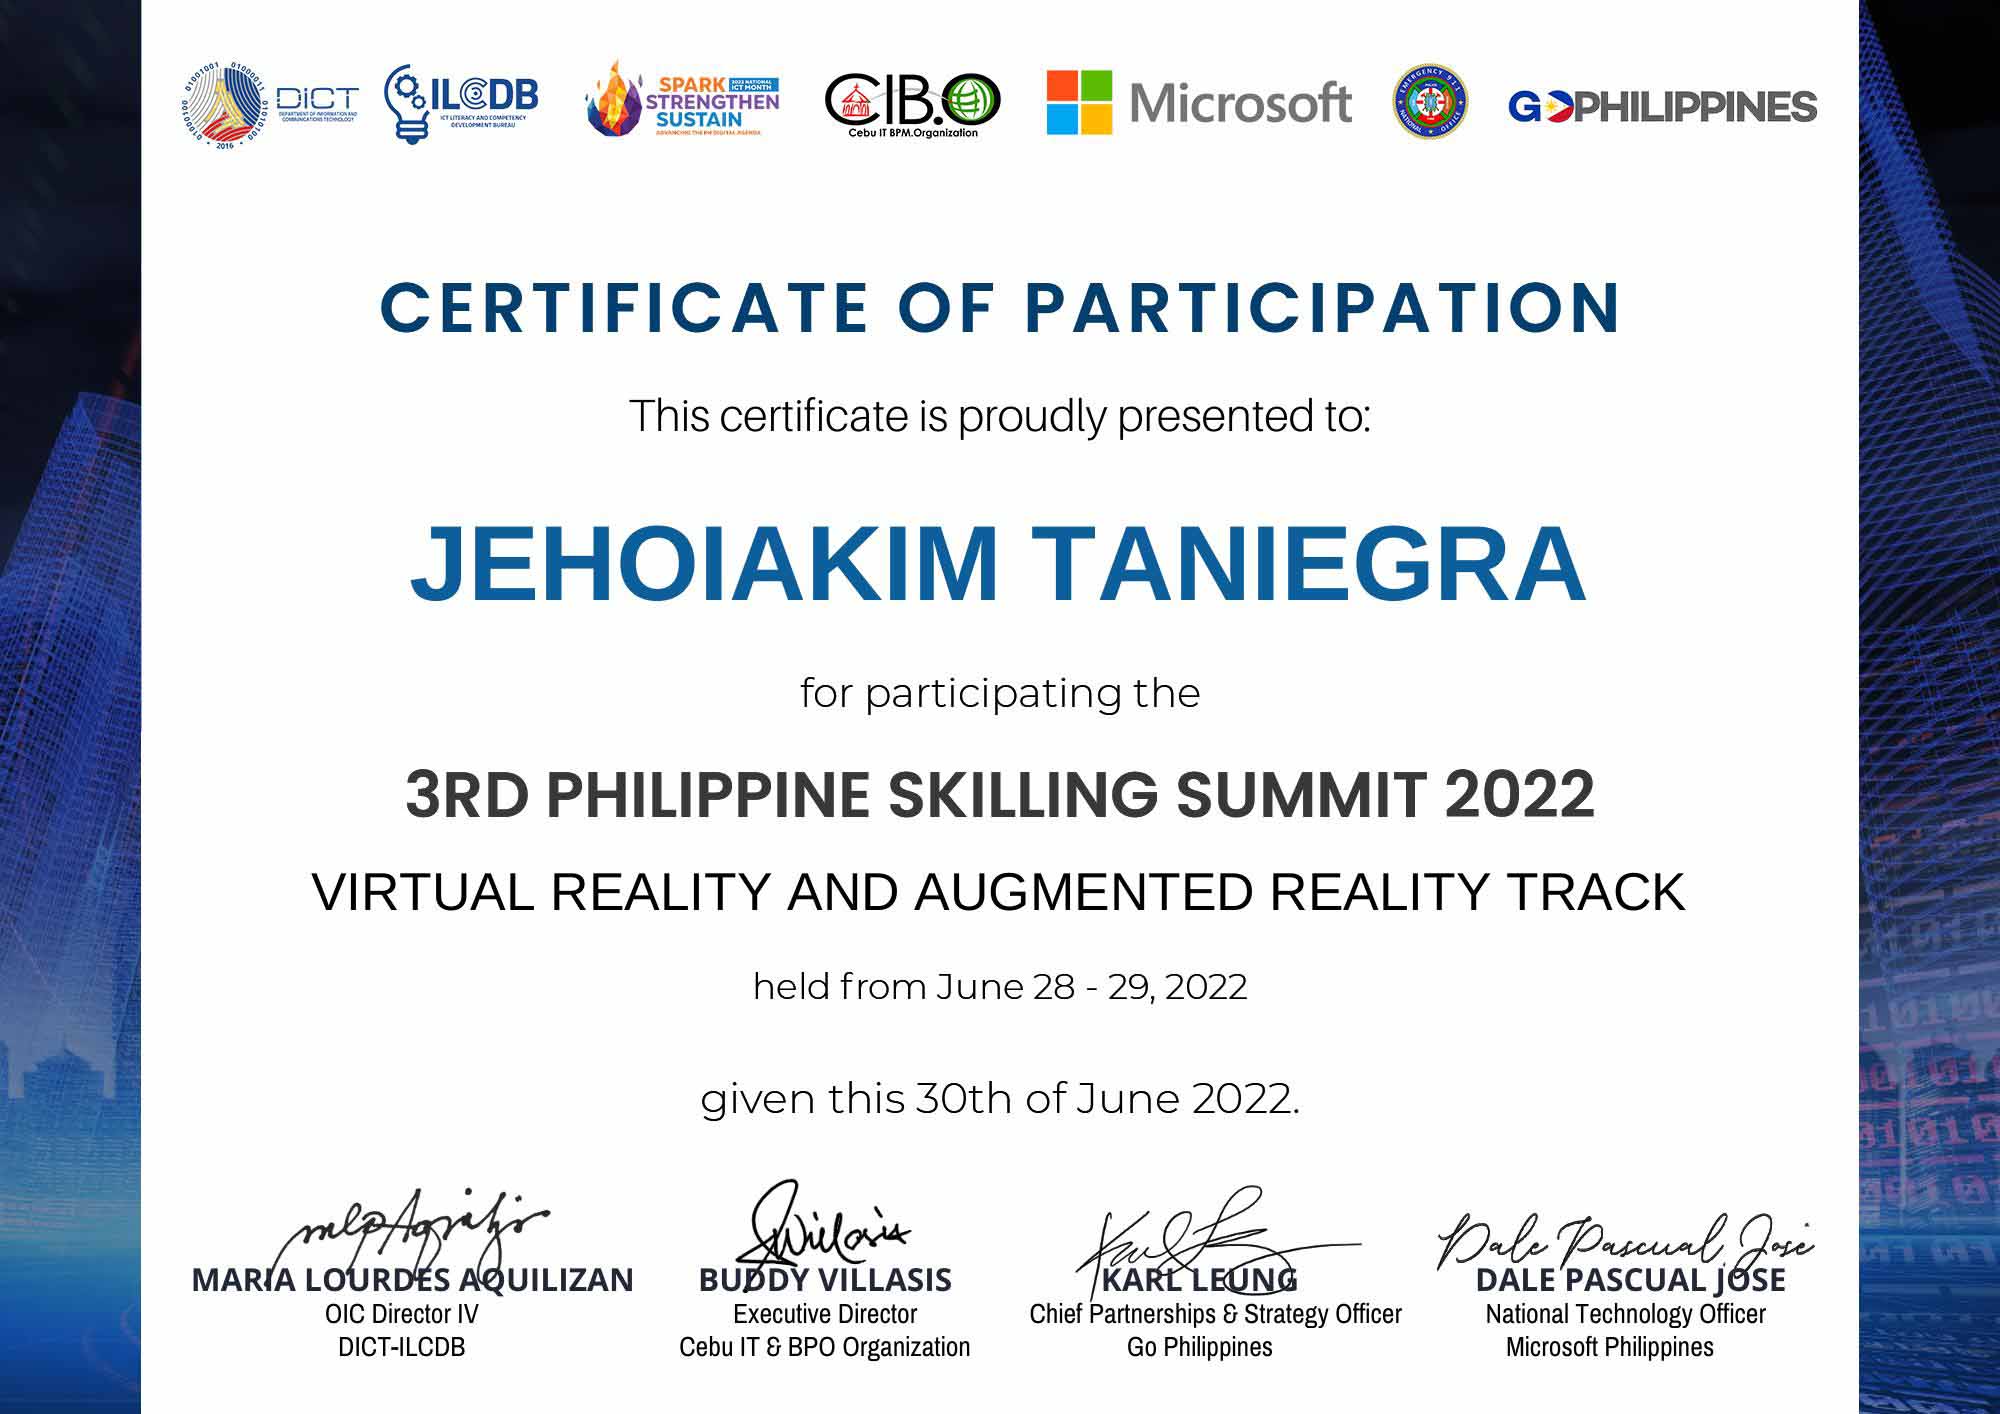 01001001 01000011 01010100 00101101
2016
DICT
DEPARTMENT OF INFORMATION AND
COMMUNICATIONS TECHNOLOGY
ILCDB
ICT LITERACY AND COMPETENCY
DEVELOPMENT BUREAU
SPARK
2022 NATIONAL
ICT MONTH
STRENGTHEN
SUSTAIN
ADVANCING THE PH DIGITAL AGENDA
CIB.O
Cebu IT BPM.Organization
Microsoft
EMERGENCY 911
NATIONAL OFFICE
GOPHILIPPINES
CERTIFICATE OF PARTICIPATION
This certificate is proudly presented to:
JEHOIAKIM TANIEGRA
for participating the
3RD PHILIPPINE SKILLING SUMMIT 2022
VIRTUAL REALITY AND AUGMENTED REALITY TRACK
held from June 28 - 29, 2022
given this 30th of June 2022.
Dale Pascual Jose
MARIA LOURDES AQUILIZAN
OIC Director IV
DICT-ILCDB
BUDDY VILLASIS
Executive Director
Cebu IT & BPO Organization
KARL LEUNG
Chief Partnerships & Strategy Officer
Go Philippines
DALE PASCUAL JOSE
National Technology Officer
Microsoft Philippines